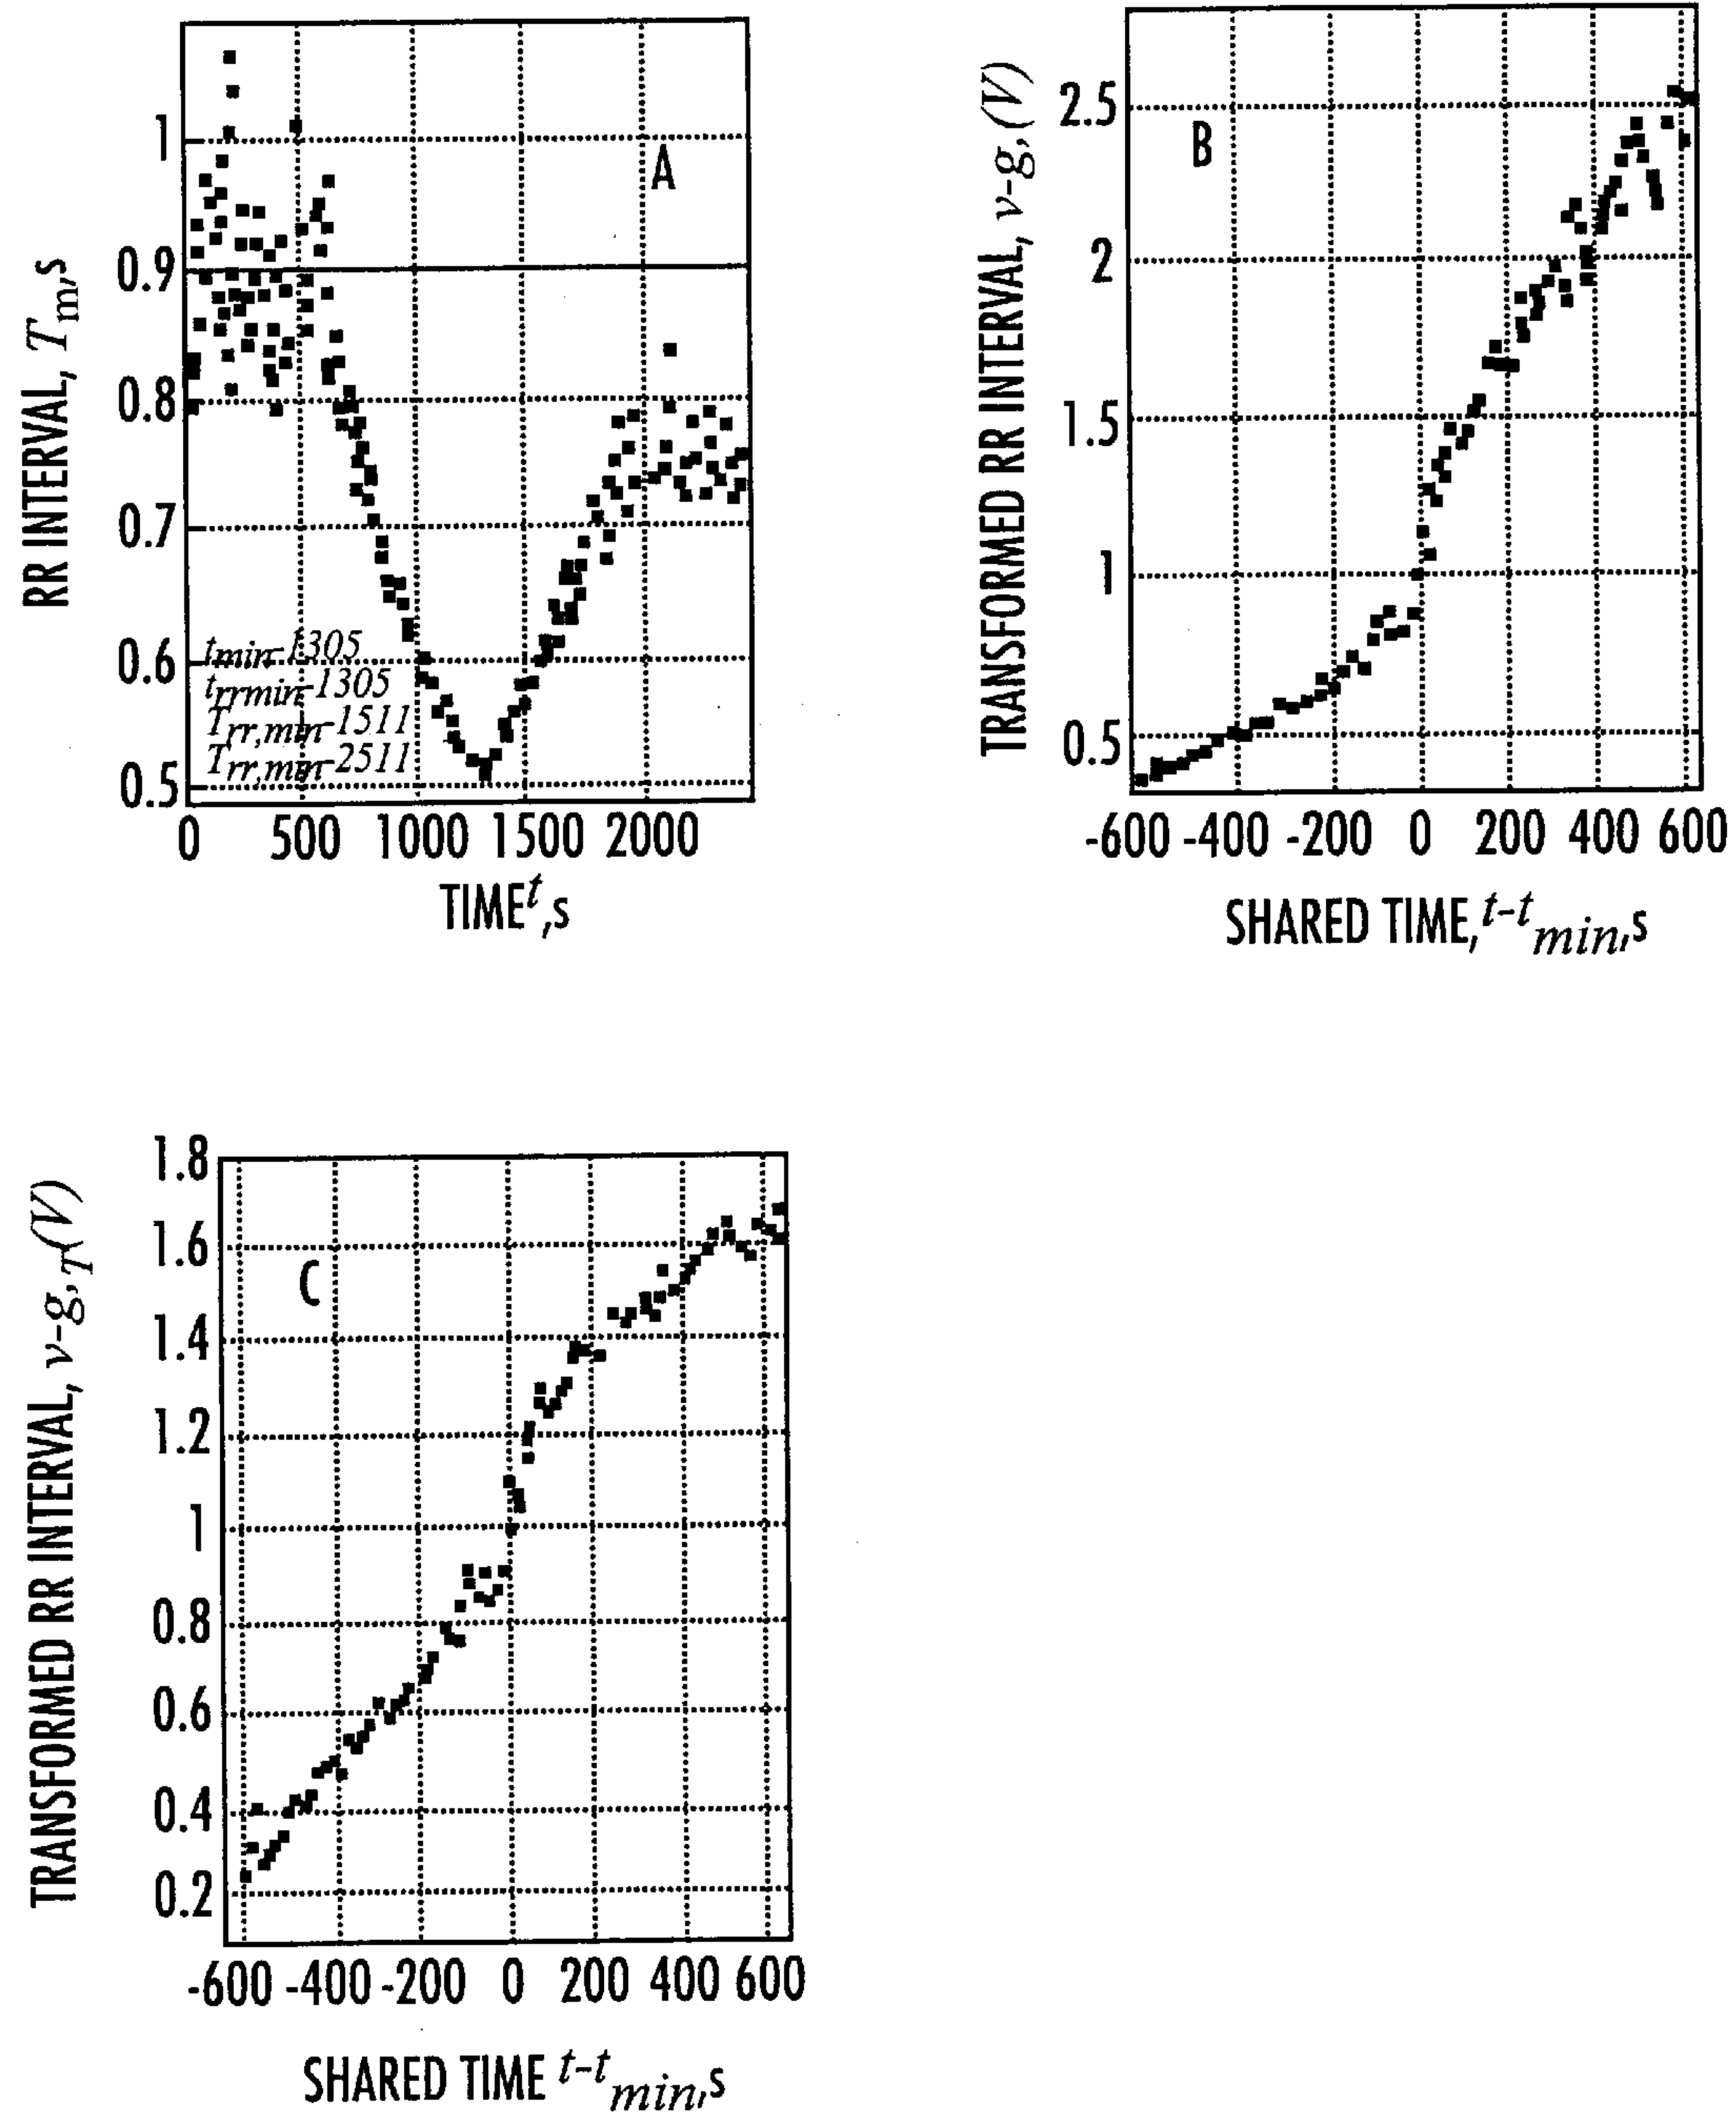 RR INTERVAL, Tm,s
1
0.9
0.8
0.7
0.6
0.5
A
tmin-1305
trrmin-1305
Trr,min-1511
Trr,min-2511
0 500 1000 1500 2000
TIME t,s
TRANSFORMED RR INTERVAL, v-g,(V)
2.5
2
1.5
1
0.5
B
-600 -400 -200 0 200 400 600
SHARED TIME, t-t min,s
TRANSFORMED RR INTERVAL, v-g,T(V)
1.8
1.6
1.4
1.2
1
0.8
0.6
0.4
0.2
C
-600 -400 -200 0 200 400 600
SHARED TIME t-t min,s